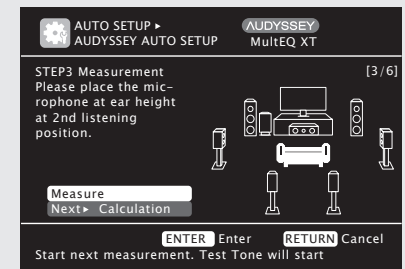 AUTO SETUP ▸
AUDYSSEY AUTO SETUP
AUDYSSEY
MultEQ XT
STEP3 Measurement
[3/6]
Please place the mic-
rophone at ear height
at 2nd listening
position.
Measure
Next▸ Calculation
ENTER Enter RETURN Cancel
Start next measurement. Test Tone will start